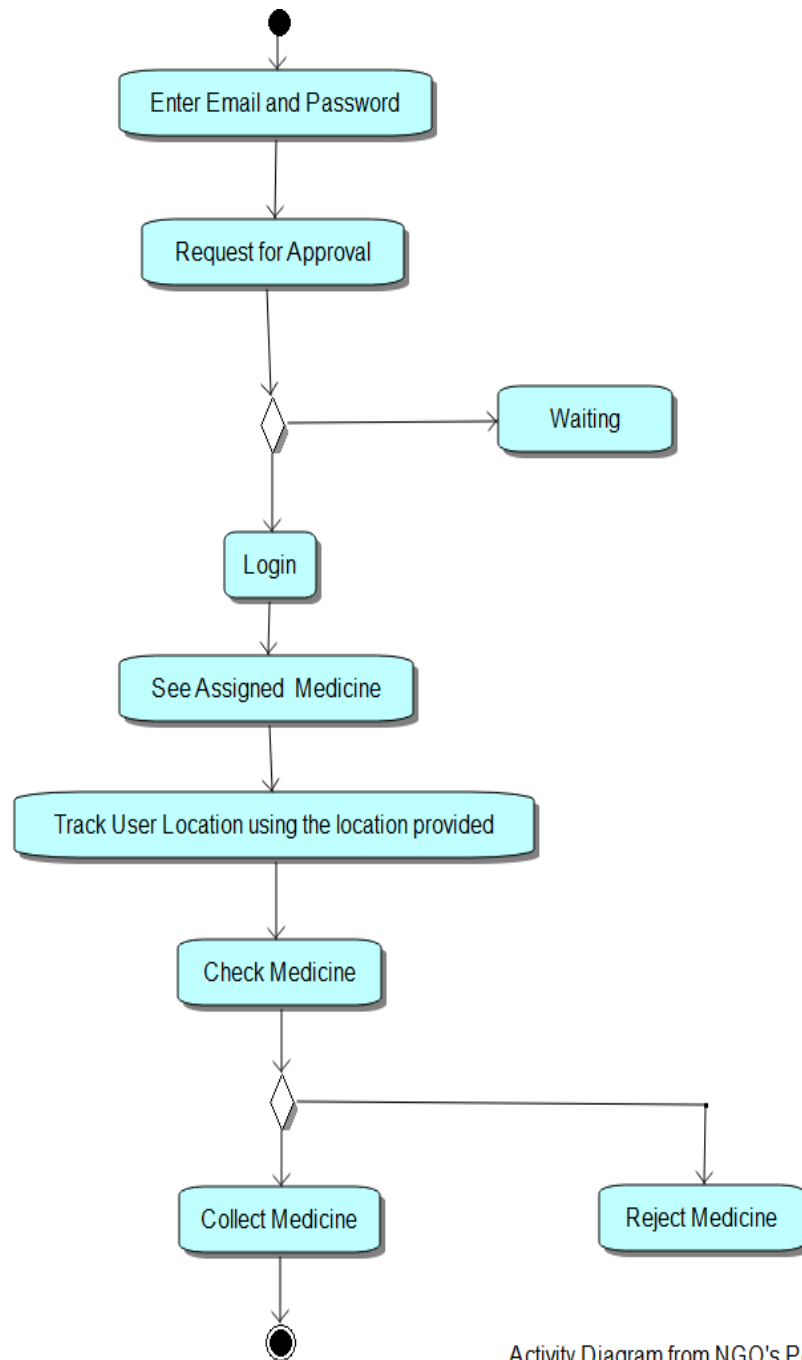 Enter Email and Password
Request for Approval
Waiting
Login
See Assigned Medicine
Track User Location using the location provided
Check Medicine
Collect Medicine
Reject Medicine
Activity Diagram from NGO's